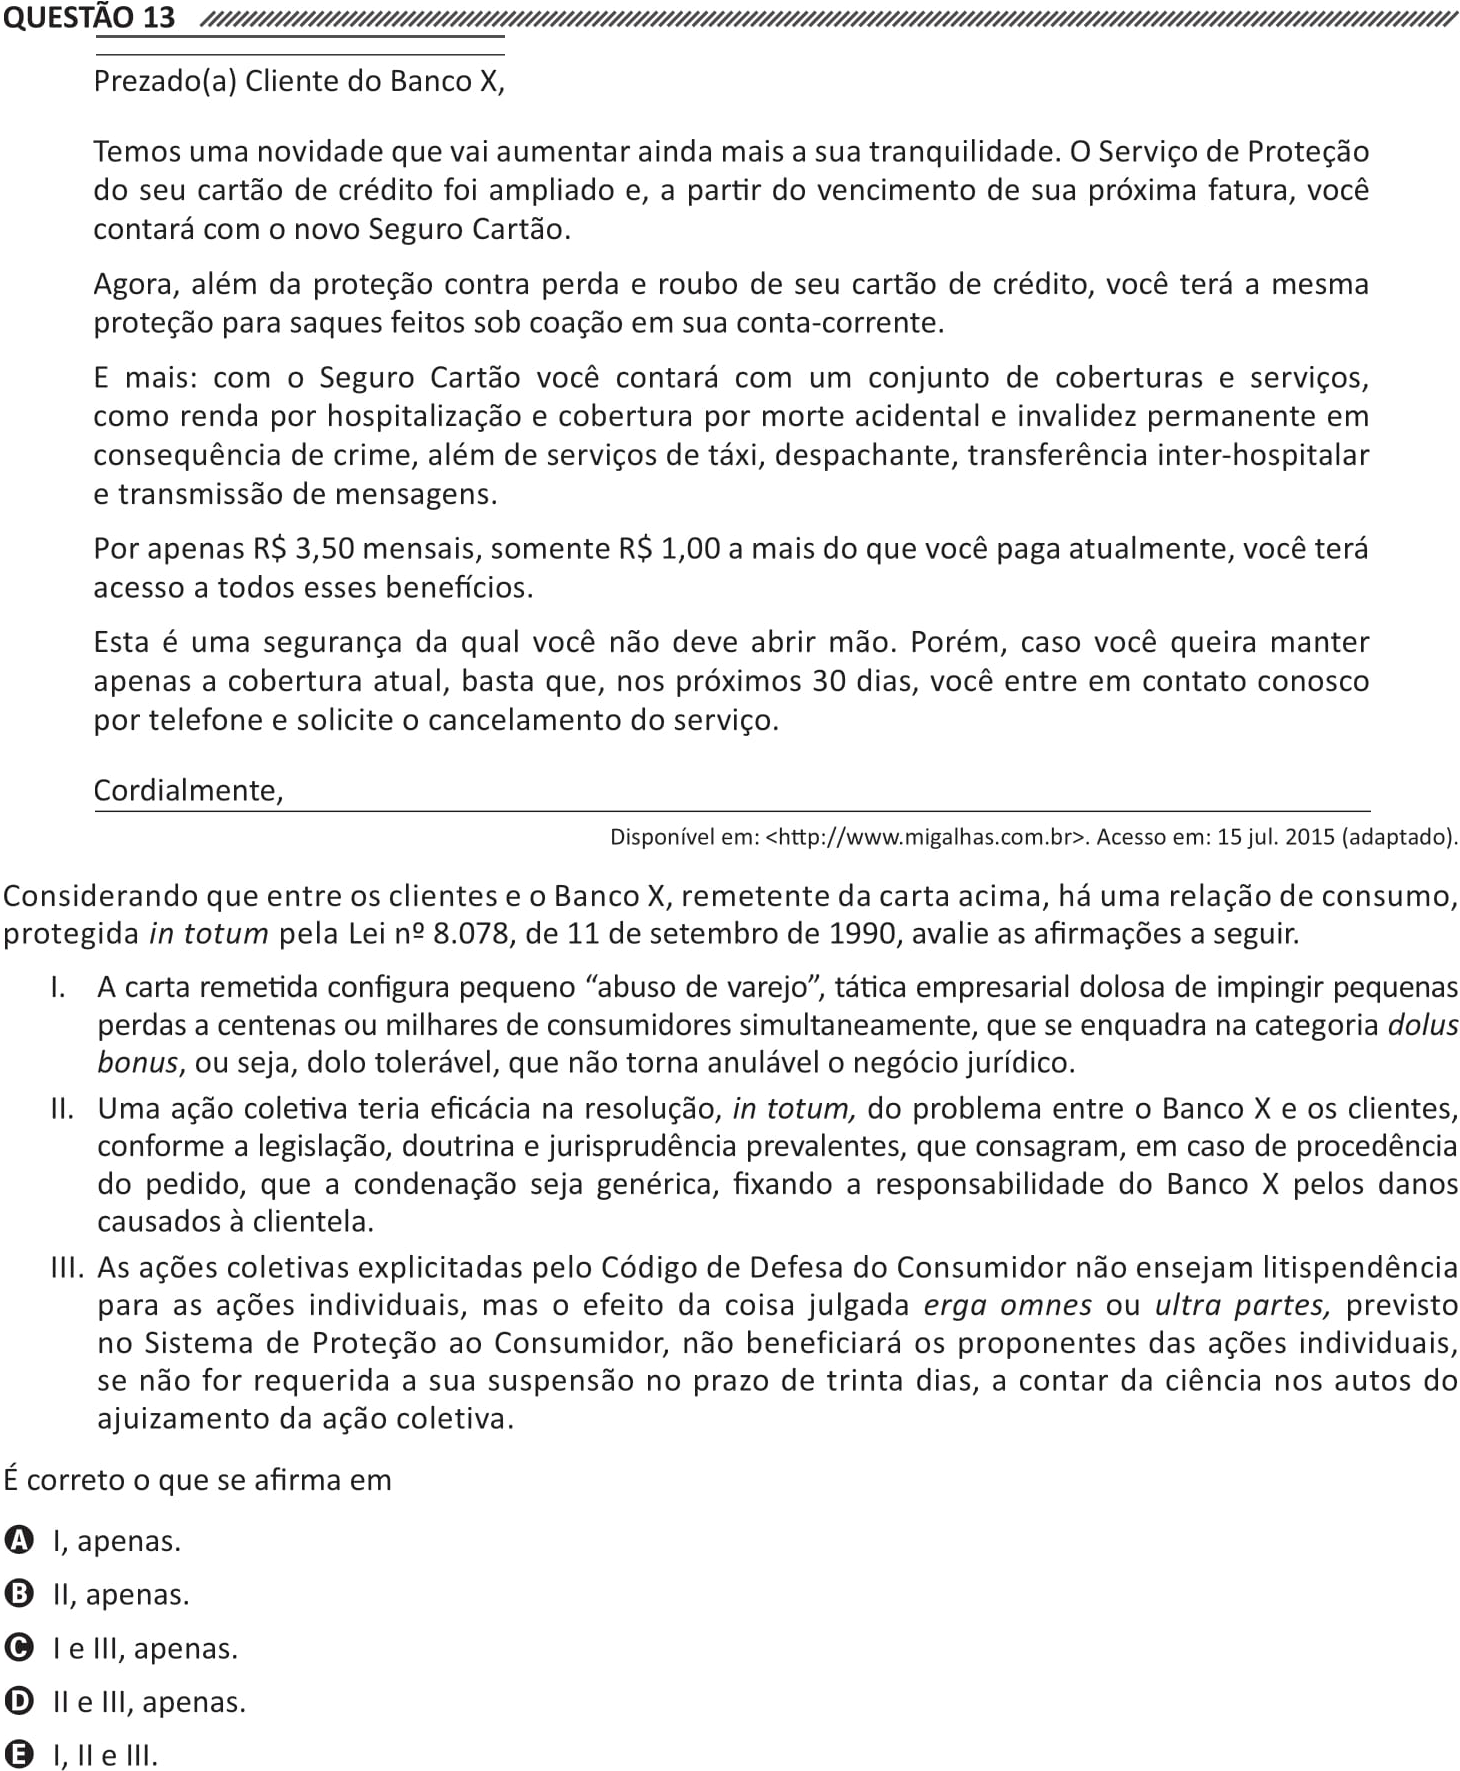 QUESTÃO 13
Prezado(a) Cliente do Banco X,
Temos uma novidade que vai aumentar ainda mais a sua tranquilidade. O Serviço de Proteção
do seu cartão de crédito foi ampliado e, a partir do vencimento de sua próxima fatura, você
contará com o novo Seguro Cartão.
Agora, além da proteção contra perda e roubo de seu cartão de crédito, você terá a mesma
proteção para saques feitos sob coação em sua conta-corrente.
E mais: com o Seguro Cartão você contará com um conjunto de coberturas e serviços,
como renda por hospitalização e cobertura por morte acidental e invalidez permanente em
consequência de crime, além de serviços de táxi, despachante, transferência inter-hospitalar
e transmissão de mensagens.
Por apenas R$ 3,50 mensais, somente R$ 1,00 a mais do que você paga atualmente, você terá
acesso a todos esses benefícios.
Esta é uma segurança da qual você não deve abrir mão. Porém, caso você queira manter
apenas a cobertura atual, basta que, nos próximos 30 dias, você entre em contato conosco
por telefone e solicite o cancelamento do serviço.
Cordialmente,
Disponível em: <http://www.migalhas.com.br>. Acesso em: 15 jul. 2015 (adaptado).
Considerando que entre os clientes e o Banco X, remetente da carta acima, há uma relação de consumo,
protegida in totum pela Lei nº 8.078, de 11 de setembro de 1990, avalie as afirmações a seguir.
I. A carta remetida configura pequeno “abuso de varejo”, tática empresarial dolosa de impingir pequenas
perdas a centenas ou milhares de consumidores simultaneamente, que se enquadra na categoria dolus
bonus, ou seja, dolo tolerável, que não torna anulável o negócio jurídico.
II. Uma ação coletiva teria eficácia na resolução, in totum, do problema entre o Banco X e os clientes,
conforme a legislação, doutrina e jurisprudência prevalentes, que consagram, em caso de procedência
do pedido, que a condenação seja genérica, fixando a responsabilidade do Banco X pelos danos
causados à clientela.
III. As ações coletivas explicitadas pelo Código de Defesa do Consumidor não ensejam litispendência
para as ações individuais, mas o efeito da coisa julgada erga omnes ou ultra partes, previsto
no Sistema de Proteção ao Consumidor, não beneficiará os proponentes das ações individuais,
se não for requerida a sua suspensão no prazo de trinta dias, a contar da ciência nos autos do
ajuizamento da ação coletiva.
É correto o que se afirma em
A I, apenas.
B II, apenas.
C I e III, apenas.
D II e III, apenas.
E I, II e III.